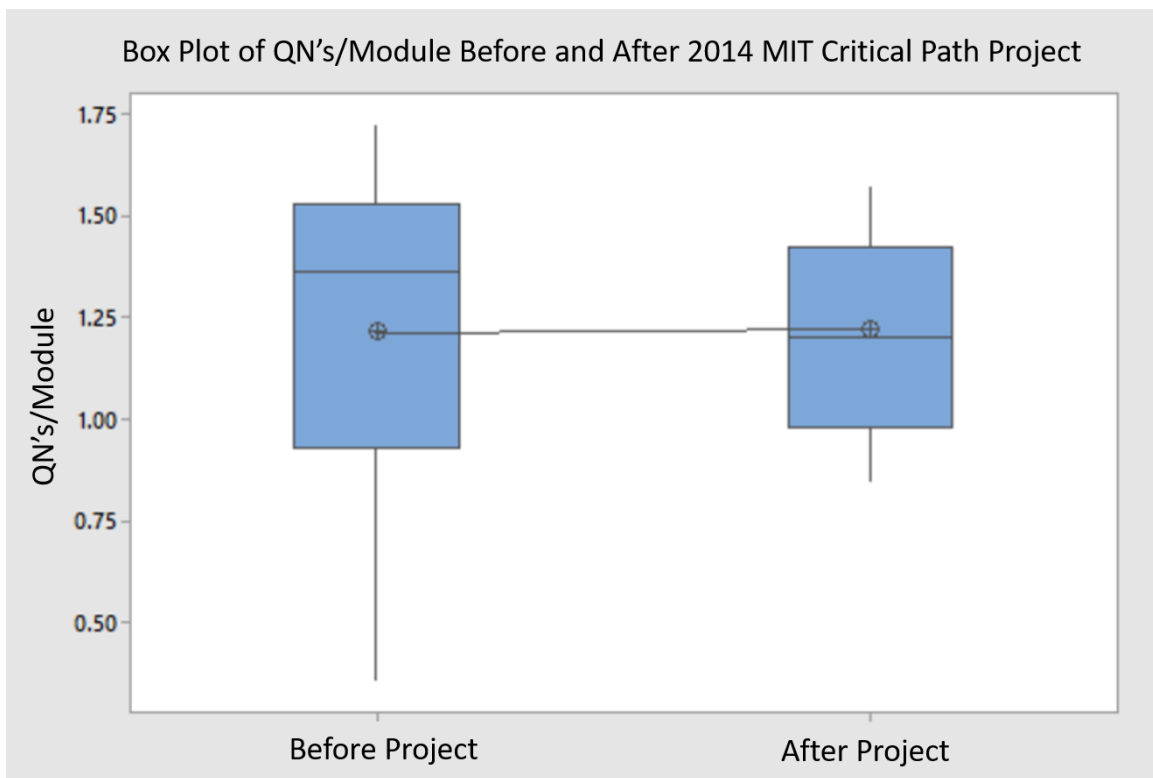 Box Plot of QN’s/Module Before and After 2014 MIT Critical Path Project
1.75
1.50
1.25
1.00
0.75
0.50
QN’s/Module
Before Project
After Project